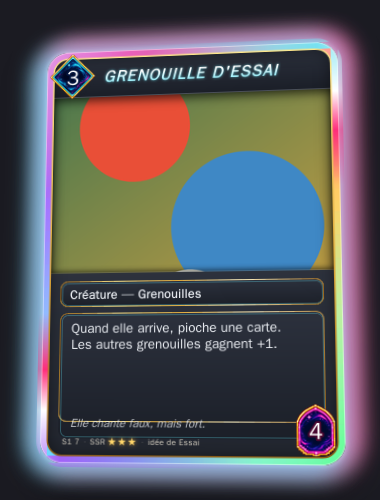 3
GRENOUILLE D'ESSAI
Créature — Grenouilles
Quand elle arrive, pioche une carte.
Les autres grenouilles gagnent +1.
Elle chante faux, mais fort.
S1 7 SSR ★★★ idée de Essai
4